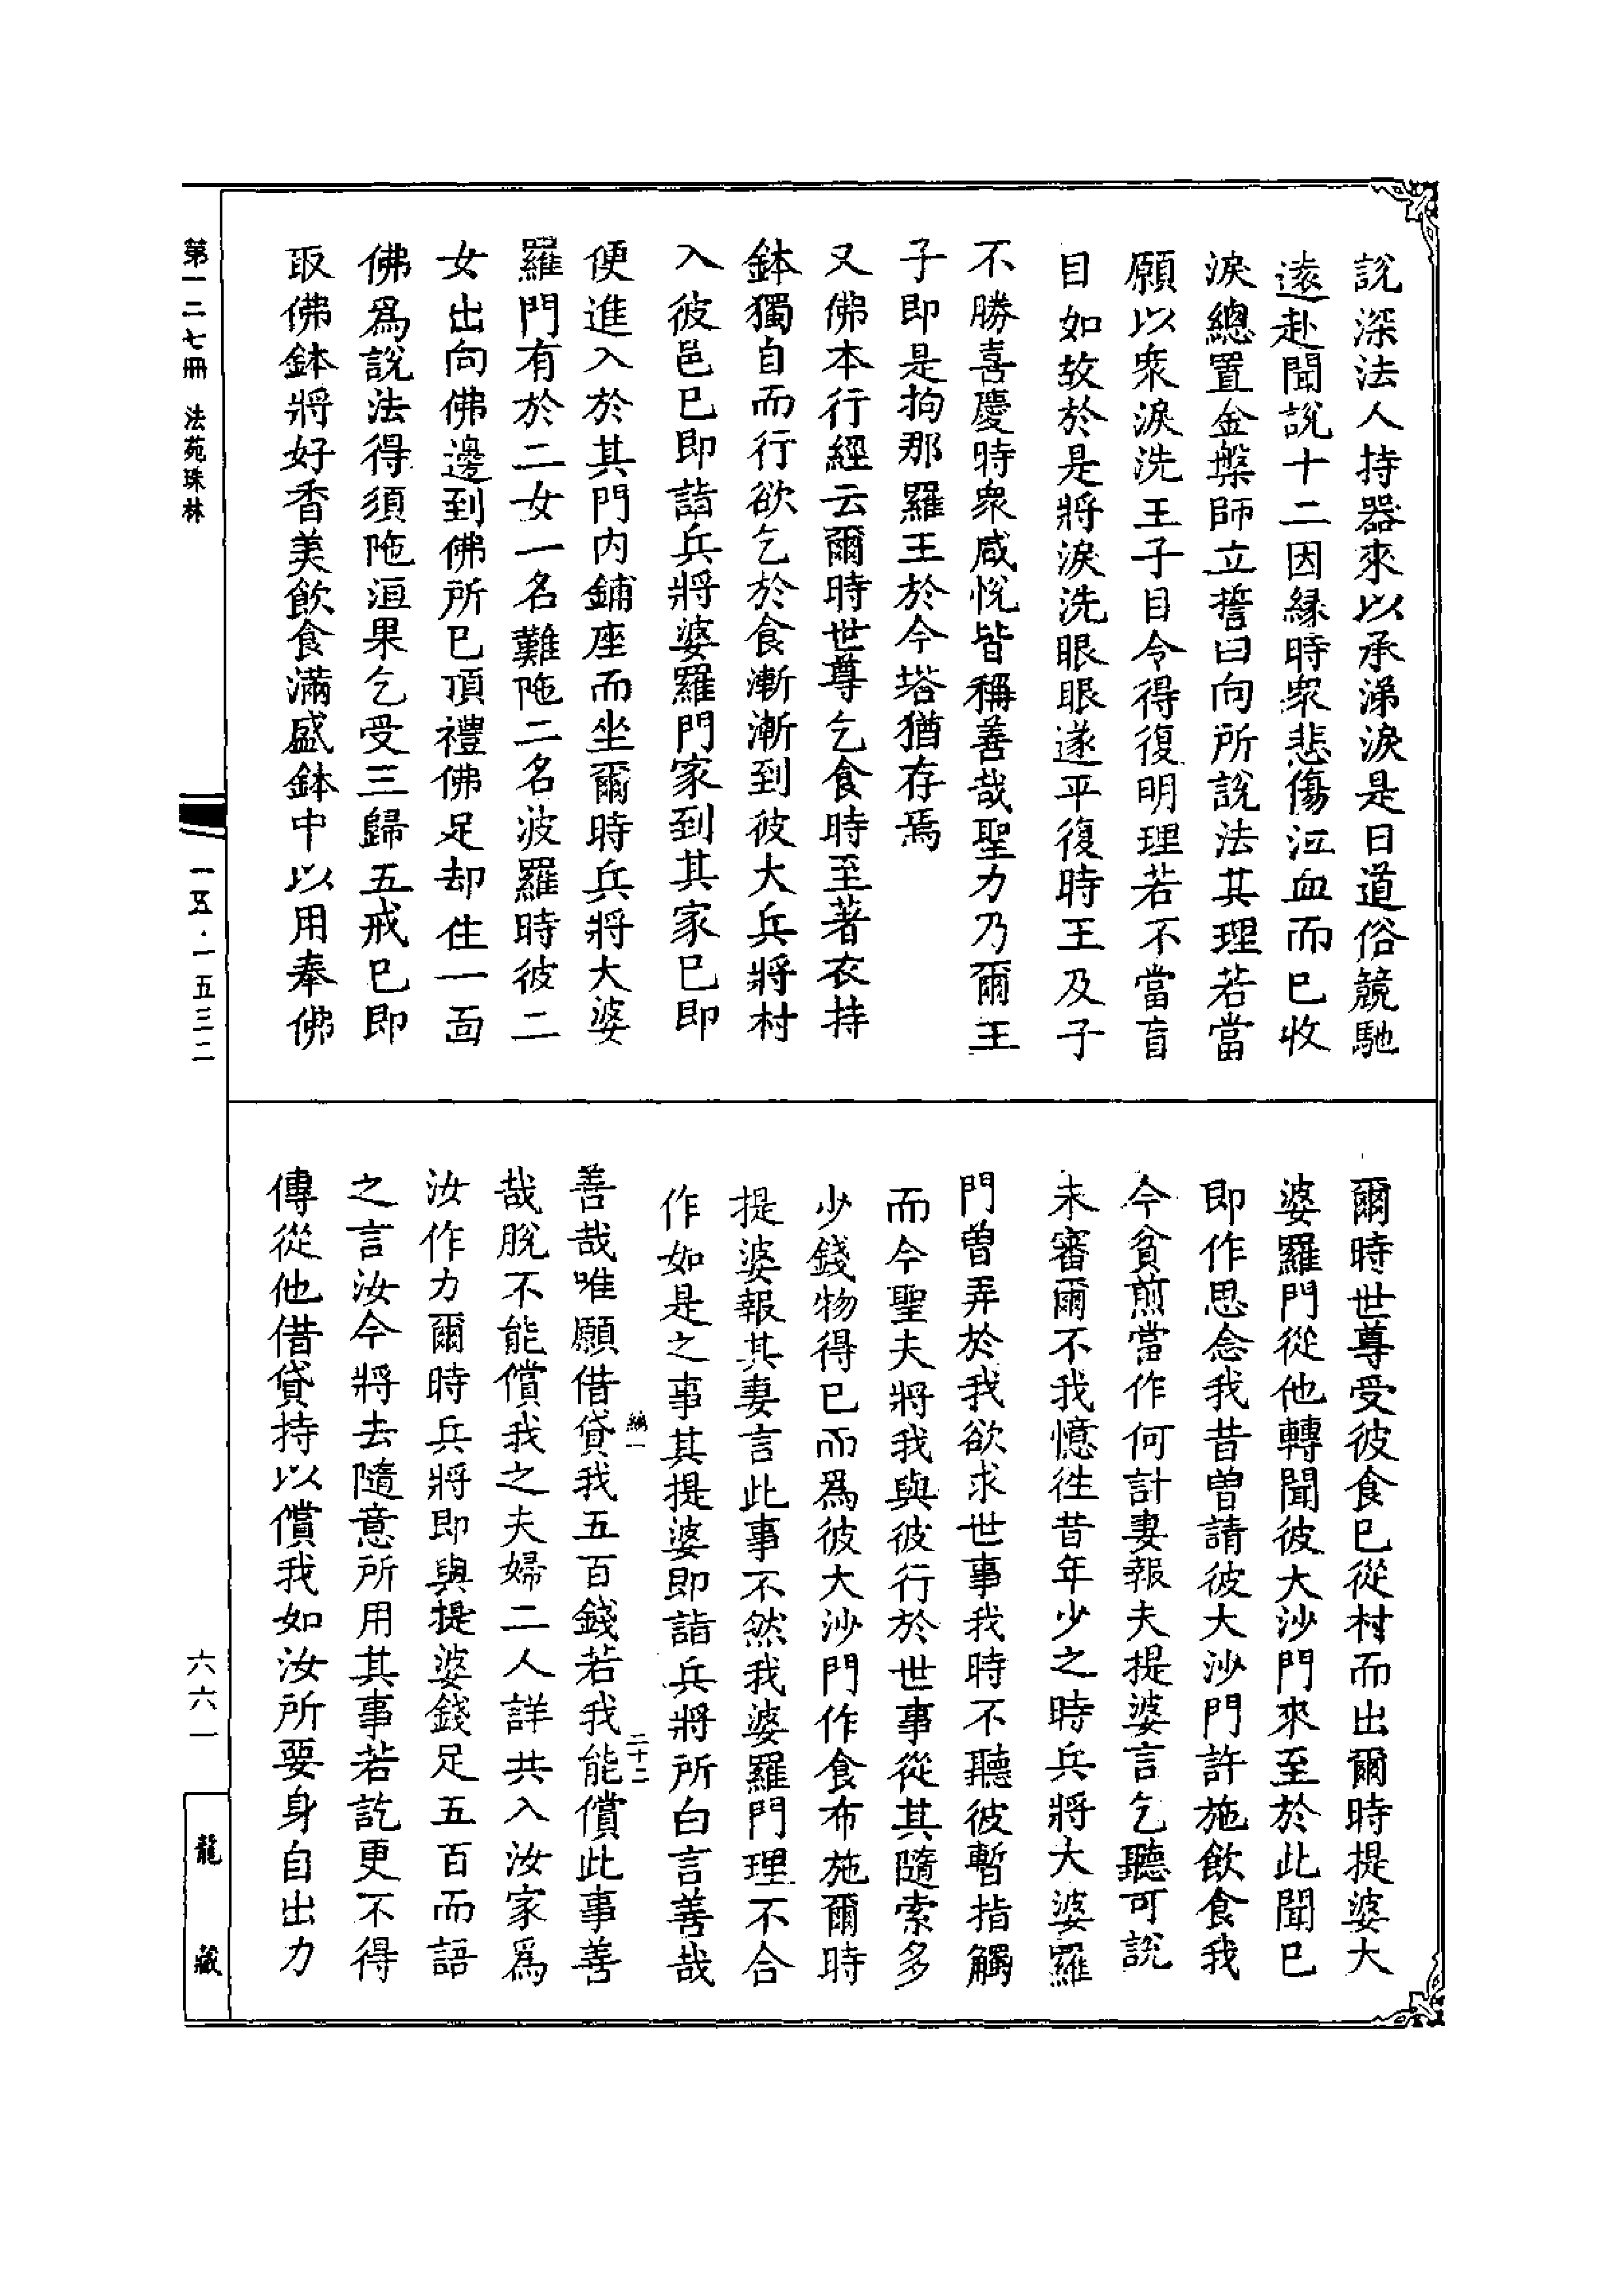 說深法人持器來以承涕淚是日道俗競馳
遠赴聞說十二因緣時衆悲傷泣血而已收
淚總置金槃師立誓曰向所說法其理若當
願以衆淚洗王子目令得復明理若不當盲
目如故於是將淚洗眼眼遂平復時王及子
不勝喜慶時衆咸悅皆稱善哉聖力乃爾王
子即是拘那羅王於今塔猶存焉
又佛本行經云爾時世尊乞食時至著衣持
鉢獨自而行欲乞於食漸漸到彼大兵將村
入彼邑已即詣兵將婆羅門家到其家已即
便進入於其門內鋪座而坐爾時兵將大婆
羅門有於二女一名難陁二名波羅時彼二
女出向佛邊到佛所已頂禮佛足却住一面
佛爲說法得須陁洹果乞受三歸五戒已即
取佛鉢將好香美飲食滿盛鉢中以用奉佛
爾時世尊受彼食已從村而出爾時提婆大
婆羅門從他轉聞彼大沙門來至於此聞已
即作思念我昔曾請彼大沙門許施飲食我
今貧煎當作何計妻報夫提婆言乞聽可說
未審爾不我憶徃昔年少之時兵將大婆羅
門曾弄於我欲求世事我時不聽彼暫指觸
而今聖夫將我與彼行於世事從其隨索多
少錢物得已而爲彼大沙門作食布施爾時
提婆報其妻言此事不然我婆羅門理不合
作如是之事其提婆即詣兵將所白言善哉
善哉唯願借貸我五百錢若我能償此事善
哉脫不能償我之夫婦二人詳共入汝家爲
汝作力爾時兵將即與提婆錢足五百而語
之言汝今將去隨意所用其事若訖更不得
傳從他借貸持以償我如汝所要身自出力
二十二
第一二七冊 法苑珠林
一五·一五三二
六六一
龍藏